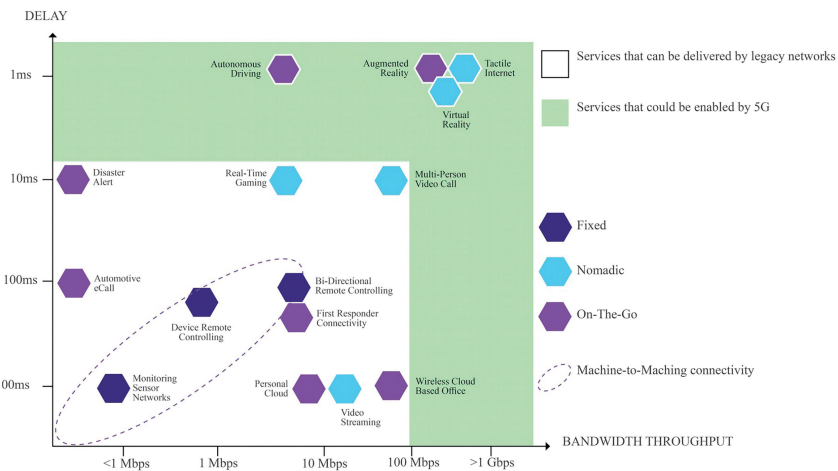 DELAY
1ms
10ms
100ms
00ms
Autonomous
Driving
Augmented
Reality
Tactile
Internet
Virtual
Reality
Disaster
Alert
Real-Time
Gaming
Multi-Person
Video Call
Automotive
eCall
Device Remote
Controlling
Bi-Directional
Remote Controlling
First Responder
Connectivity
Monitoring
Sensor
Networks
Personal
Cloud
Video
Streaming
Wireless Cloud
Based Office
<1 Mbps
1 Mbps
10 Mbps
100 Mbps
>1 Gbps
BANDWIDTH THROUGHPUT
Services that can be delivered by legacy networks
Services that could be enabled by 5G
Fixed
Nomadic
On-The-Go
Machine-to-Maching connectivity